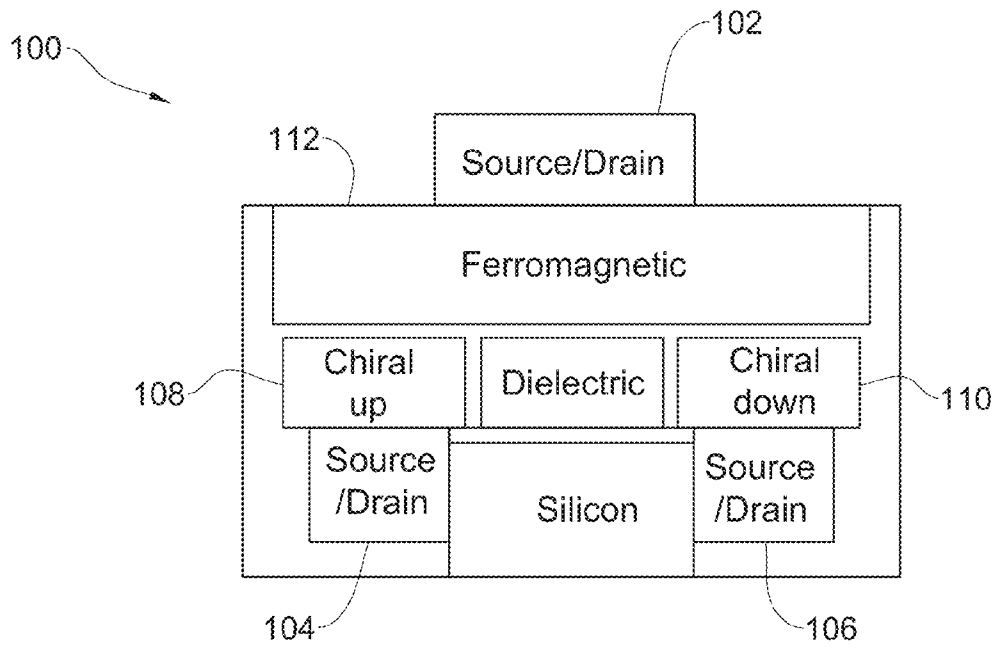 102
100
112
Source/Drain
Ferromagnetic
Chiral
up
Dielectric
Chiral
down
108
110
Source
/Drain
Silicon
Source
/Drain
104
106